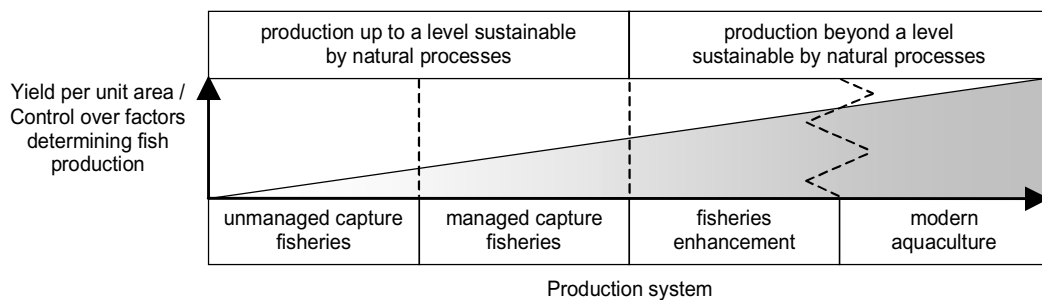 production up to a level sustainable
by natural processes
production beyond a level
sustainable by natural processes
Yield per unit area /
Control over factors
determining fish
production
unmanaged capture
fisheries
managed capture
fisheries
fisheries
enhancement
modern
aquaculture
Production system